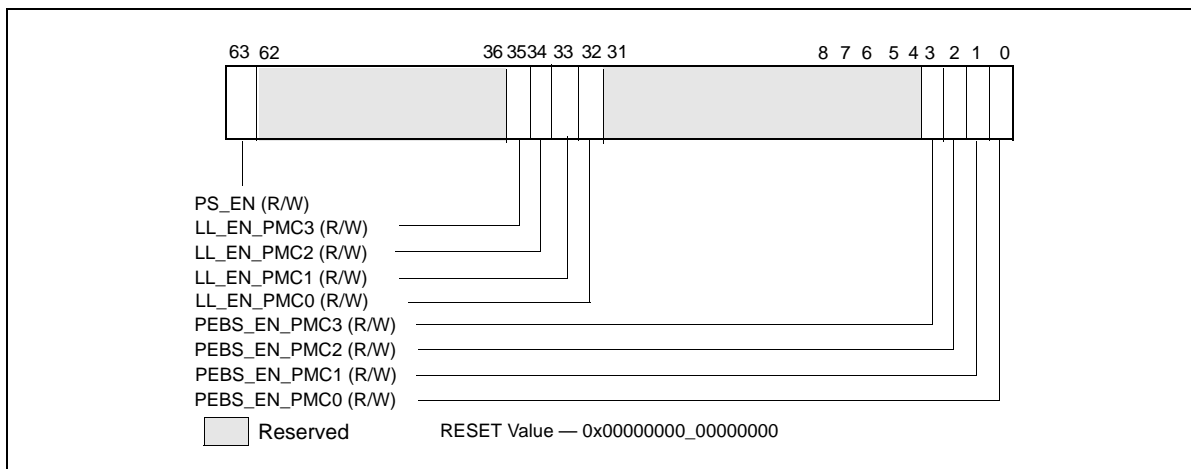 63 62 36 35 34 33 32 31 8 7 6 5 4 3 2 1 0
PS_EN (R/W)
LL_EN_PMC3 (R/W)
LL_EN_PMC2 (R/W)
LL_EN_PMC1 (R/W)
LL_EN_PMC0 (R/W)
PEBS_EN_PMC3 (R/W)
PEBS_EN_PMC2 (R/W)
PEBS_EN_PMC1 (R/W)
PEBS_EN_PMC0 (R/W)
Reserved RESET Value — 0x00000000_00000000